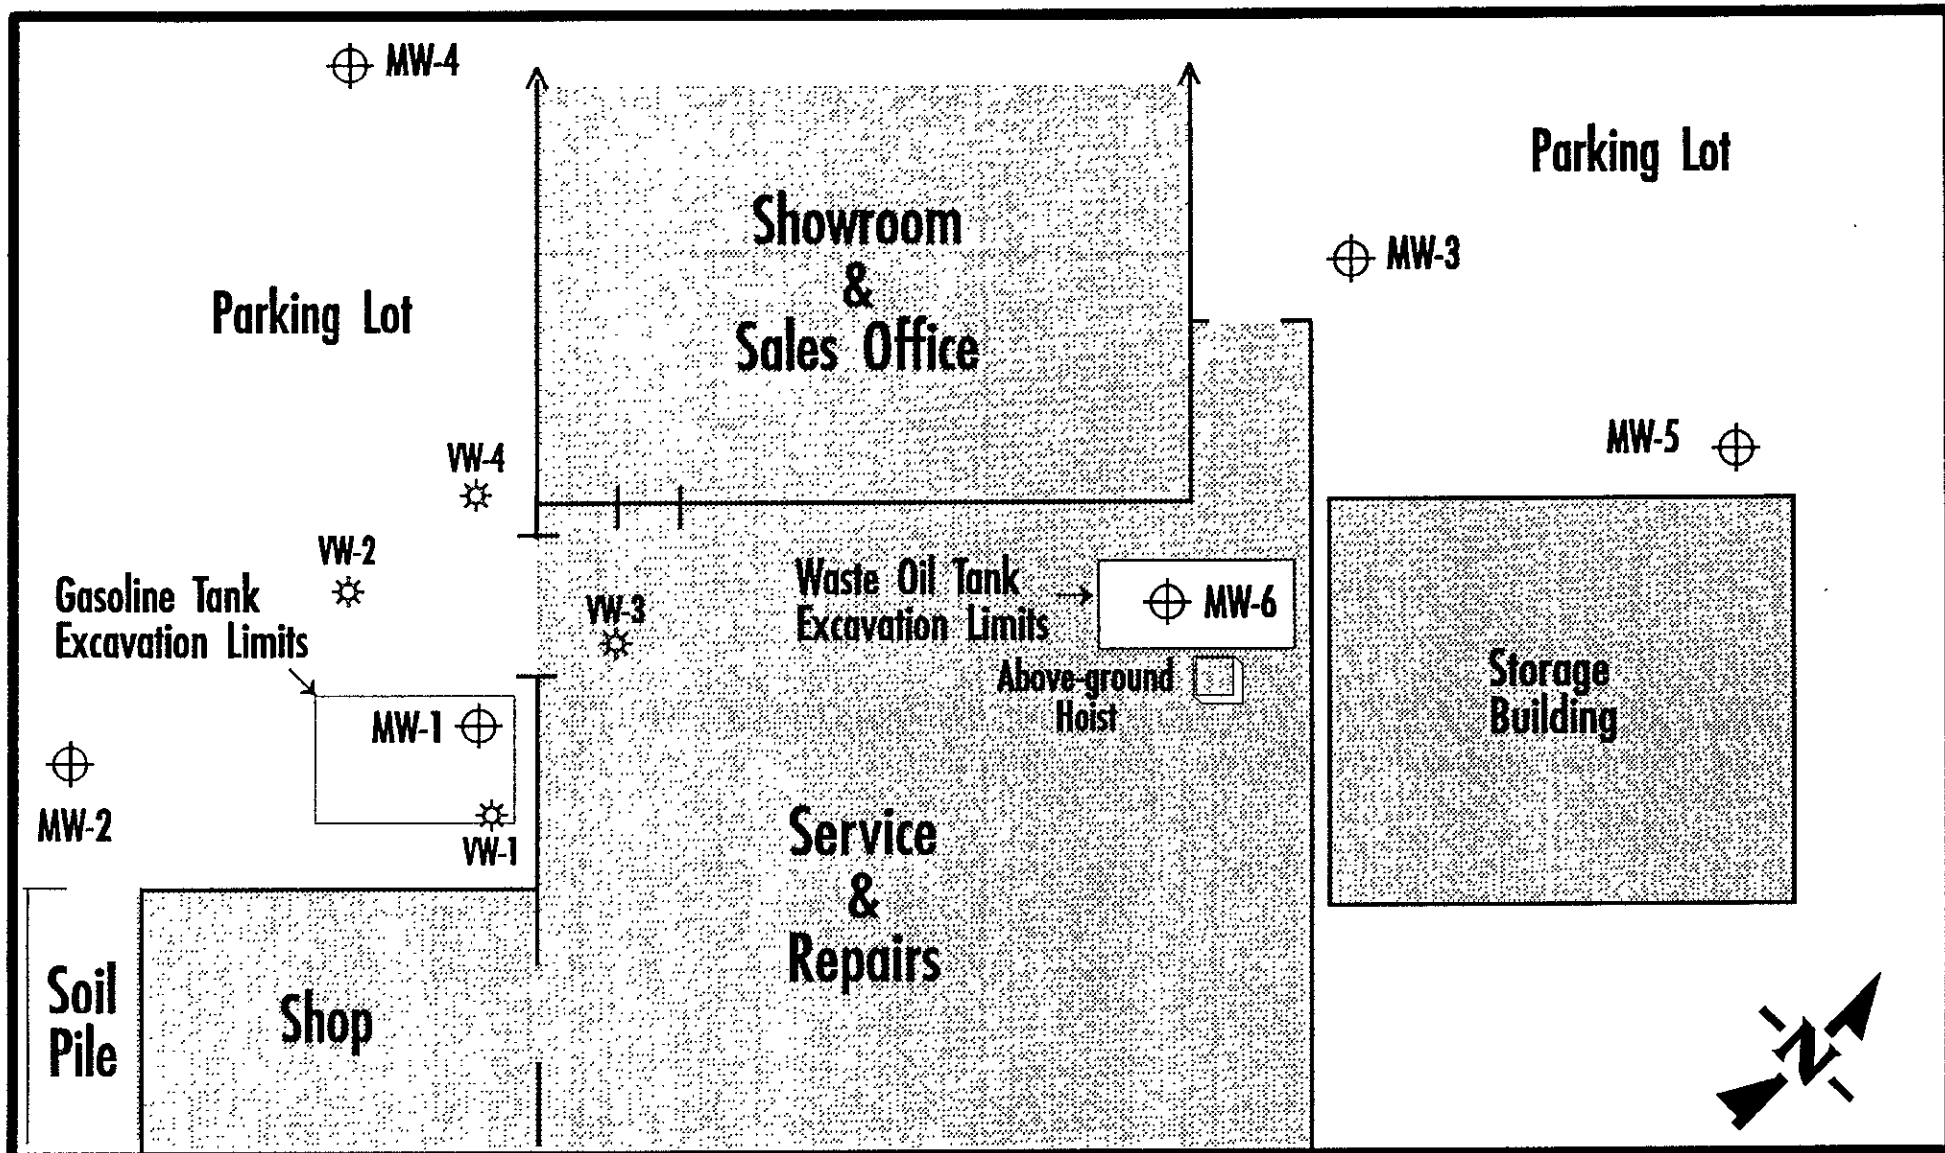 MW-4
Parking Lot
Showroom
&
Sales Office
MW-3
Parking Lot
MW-5
VW-4
VW-2
Gasoline Tank
Excavation Limits
VW-3
Waste Oil Tank
Excavation Limits
MW-6
Above-ground
Hoist
Storage
Building
MW-1
MW-2
VW-1
Service
&
Repairs
Soil
Pile
Shop
N